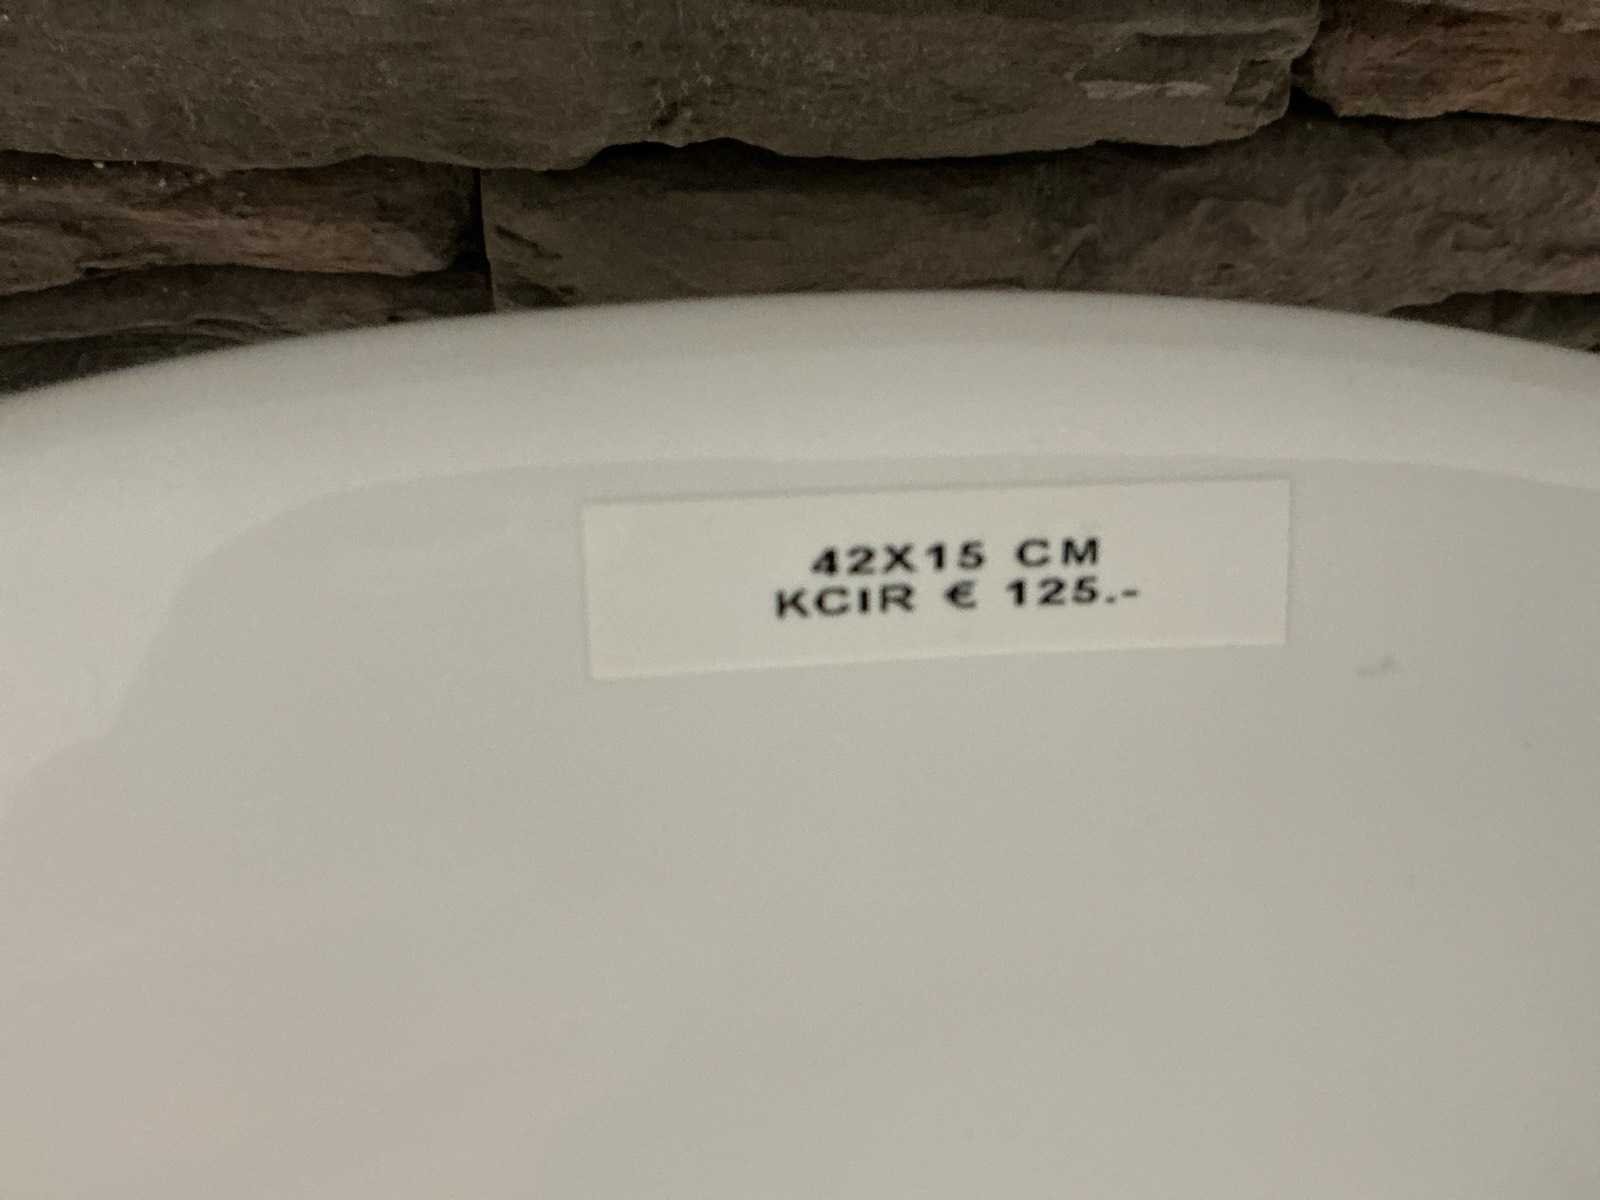 42X15 CM
KCIR € 125.-